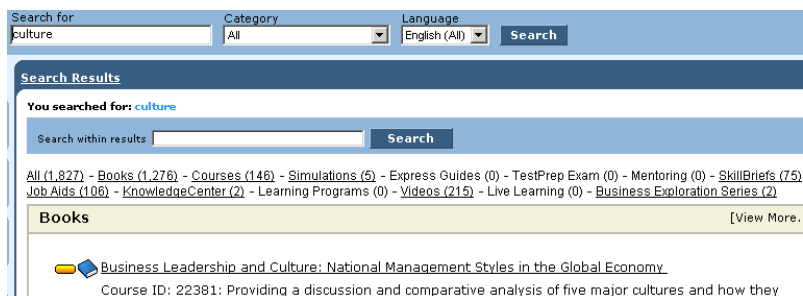 Search for Category Language
culture All English (All) Search
Search Results
You searched for: culture
Search within results Search
All (1,827) - Books (1,276) - Courses (146) - Simulations (5) - Express Guides (0) - TestPrep Exam (0) - Mentoring (0) - SkillBriefs (75)
Job Aids (106) - KnowledgeCenter (2) - Learning Programs (0) - Videos (215) - Live Learning (0) - Business Exploration Series (2)
Books [View More.
Business Leadership and Culture: National Management Styles in the Global Economy
Course ID: 22381: Providing a discussion and comparative analysis of five major cultures and how they